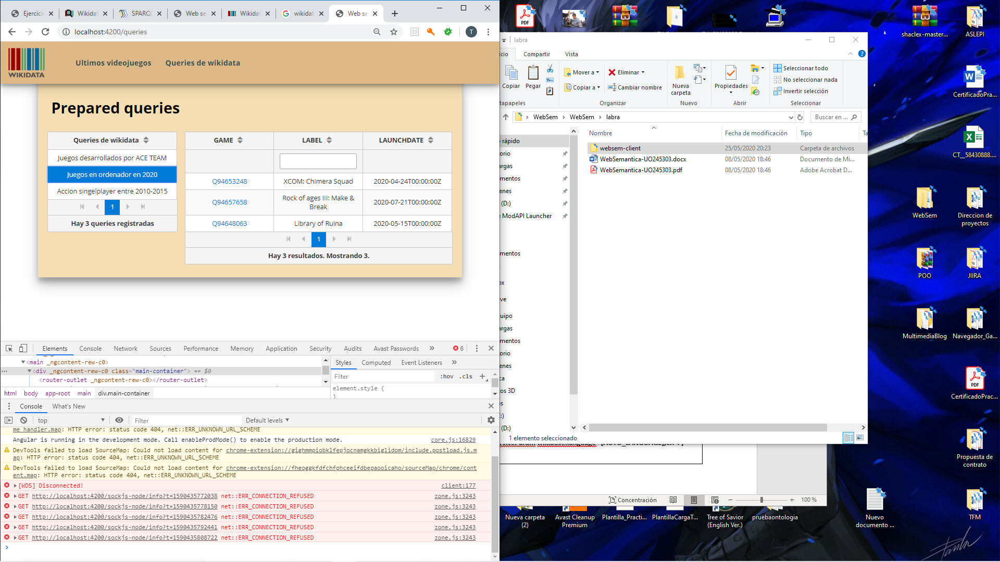 Ejercicio
Wikidat
SPARQL
Web se
Wikidat
wikidat
Web se
localhost:4200/queries
T
WIKIDATA
Ultimos videojuegos
Queries de wikidata
Prepared queries
Queries de wikidata
Juegos desarrollados por ACE TEAM
Juegos en ordenador en 2020
Accion singelplayer entre 2010-2015
1
Hay 3 queries registradas
GAME LABEL LAUNCHDATE
Q94653248 XCOM: Chimera Squad 2020-04-24T00:00:00Z
Q94657658 Rock of ages III: Make & Break 2020-07-21T00:00:00Z
Q94648063 Library of Ruina 2020-05-15T00:00:00Z
1
Hay 3 resultados. Mostrando 3.
Elements Console Network Sources Performance Memory Application Security Audits Avast Passwords » 6
<main _ngcontent-rew-c0>
<div _ngcontent-rew-c0 class="main-container"> == $0
<router-outlet _ngcontent-rew-c0></router-outlet>
html body app-root main div.main-container
Styles Computed Event Listeners »
Filter :hov .cls +
element.style {
}
Console What's New
top Filter Default levels ▼
me_handler.map: HTTP error: status code 404, net::ERR_UNKNOWN_URL_SCHEME
Angular is running in the development mode. Call enableProdMode() to enable the production mode. core.js:16829
DevTools failed to load SourceMap: Could not load content for chrome-extension://gighmmpiobklfepjocnamgkkbiglidom/include.postload.js.m
ap: HTTP error: status code 404, net::ERR_UNKNOWN_URL_SCHEME
DevTools failed to load SourceMap: Could not load content for chrome-extension://fheoggkfdfchfphceeifdbepaooicaho/sourceMap/chrome/cont
ent.map: HTTP error: status code 404, net::ERR_UNKNOWN_URL_SCHEME
[WDS] Disconnected! client:177
GET http://localhost:4200/sockjs-node/info?t=1590435772038 net::ERR_CONNECTION_REFUSED zone.js:3243
GET http://localhost:4200/sockjs-node/info?t=1590435778150 net::ERR_CONNECTION_REFUSED zone.js:3243
GET http://localhost:4200/sockjs-node/info?t=1590435782476 net::ERR_CONNECTION_REFUSED zone.js:3243
GET http://localhost:4200/sockjs-node/info?t=1590435792441 net::ERR_CONNECTION_REFUSED zone.js:3243
GET http://localhost:4200/sockjs-node/info?t=1590435808722 net::ERR_CONNECTION_REFUSED zone.js:3243
labra
cio Compartir Vista
Copiar
Pegar
tapapeles
Mover a
Copiar a
Eliminar
Cambiar nombre
Organizar
Nueva
carpeta
Nuevo
Propiedades
Abrir
Seleccionar todo
No seleccionar nada
Invertir selección
Seleccionar
WebSem › WebSem › labra
Buscar en ...
Nombre Fecha de modificación Tipo Ta
websem-client 25/05/2020 20:23 Carpeta de archivos
WebSemantica-UO245303.docx 08/05/2020 18:46 Documento de Mi...
WebSemantica-UO245303.pdf 08/05/2020 18:46 Adobe Acrobat D...
o rápido
orio
argas
mentos
enes
(D:)
e ModAPI Launcher
mentos
ox
ve
quipo
argas
mentos
orio
enes
ca
os 3D
os
:)
(D:)
1 elemento seleccionado
Concentración
100 %
PDF
shaclex-master...
ASLEPI
CertificadoPra...
CT_58430888....
WebSem
Direccion de
proyectos
POO
JIIRA
MultimediaBlog
Navegador_Ga...
PDF
CertificadoPrac...
Propuesta de
contrato
Nueva carpeta
(2)
Avast Cleanup
Premium
Plantilla_Practi...
PlantillaCargaT...
Tree of Savior
(English Ver.)
pruebaontologia
Nuevo
documento ...
TFM